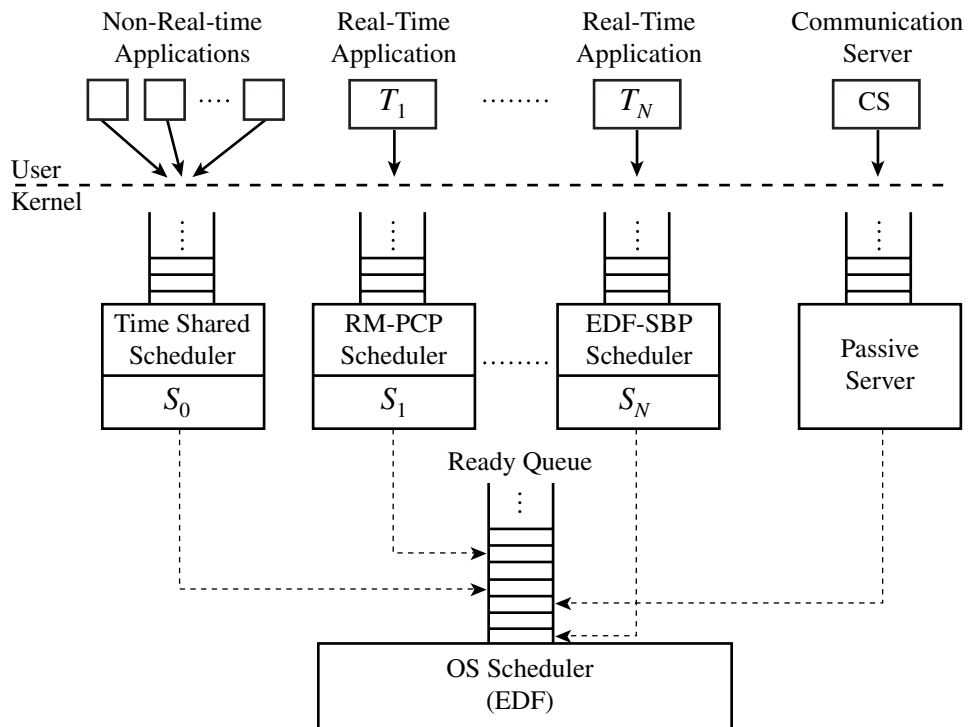 Non-Real-time
Applications
Real-Time
Application
Real-Time
Application
Communication
Server
.....
T1
........
TN
CS
User
Kernel
Time Shared
Scheduler
S0
RM-PCP
Scheduler
S1
........
EDF-SBP
Scheduler
SN
Passive
Server
Ready Queue
OS Scheduler
(EDF)